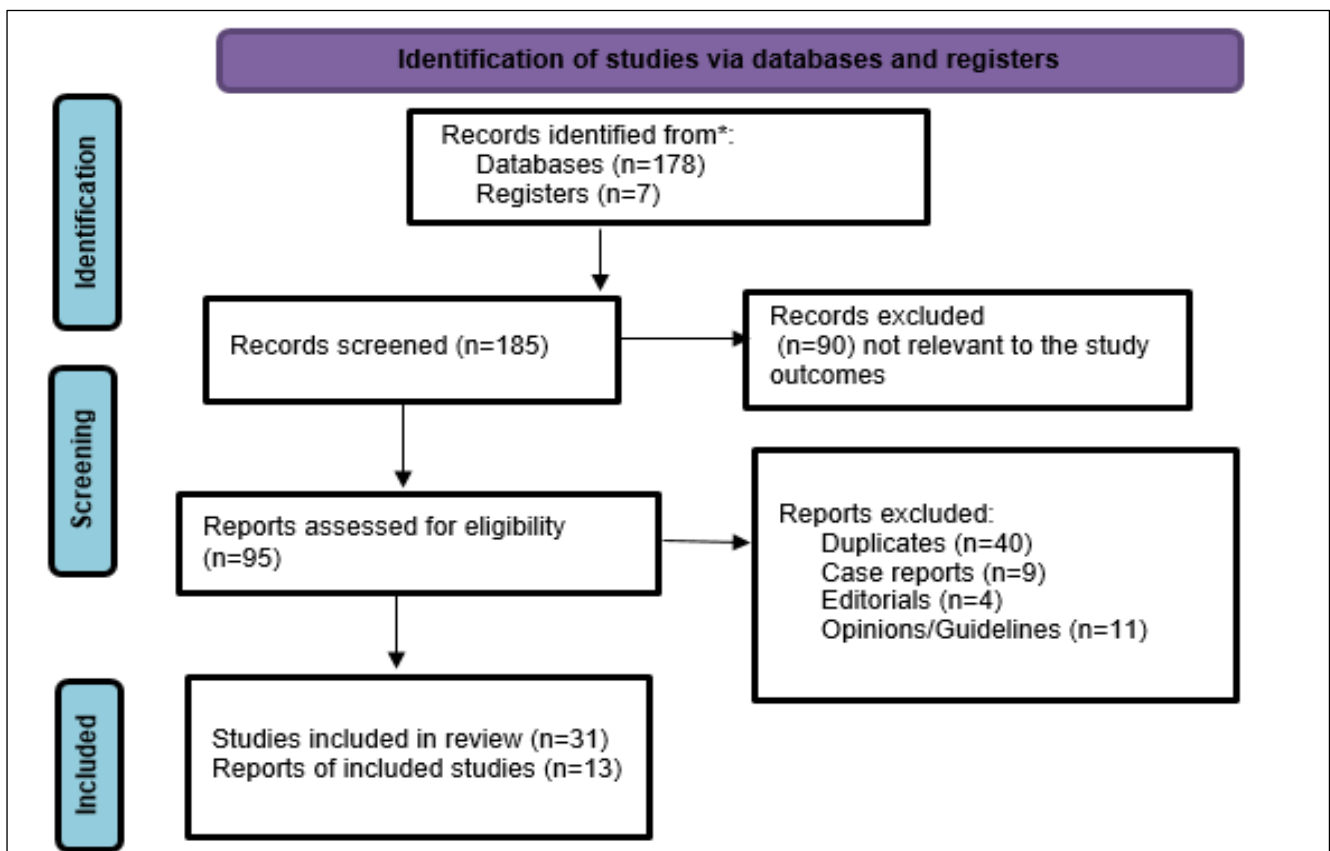 Identification of studies via databases and registers
Identification
Records identified from*:
Databases (n=178)
Registers (n=7)
Records screened (n=185)
Records excluded
(n=90) not relevant to the study
outcomes
Screening
Reports assessed for eligibility
(n=95)
Reports excluded:
Duplicates (n=40)
Case reports (n=9)
Editorials (n=4)
Opinions/Guidelines (n=11)
Included
Studies included in review (n=31)
Reports of included studies (n=13)